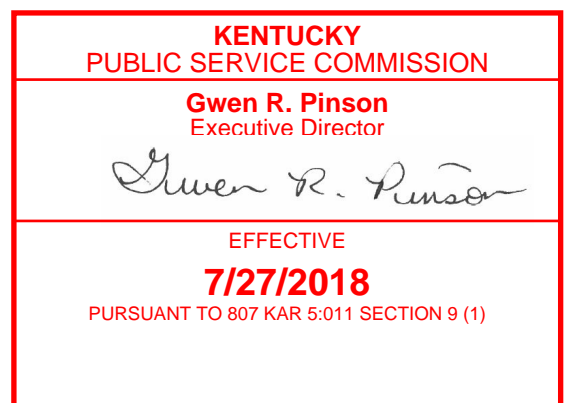 KENTUCKY
PUBLIC SERVICE COMMISSION
Gwen R. Pinson
Executive Director
Gwen R. Pinson
EFFECTIVE
7/27/2018
PURSUANT TO 807 KAR 5:011 SECTION 9 (1)